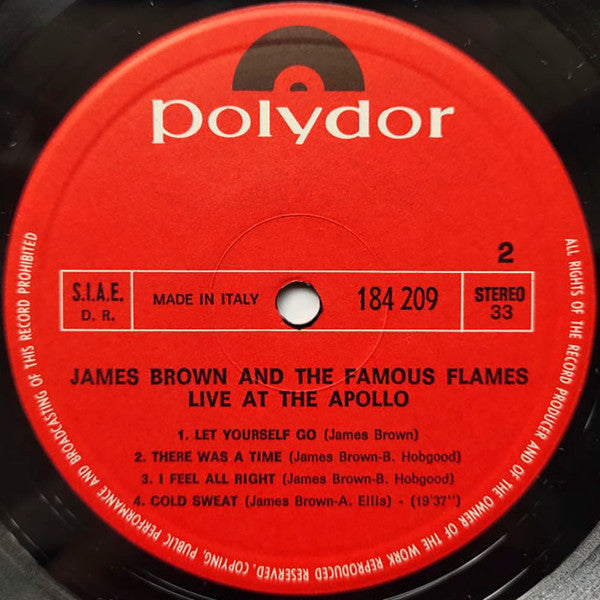 polydor
2
S.I.A.E.
D. R.
MADE IN ITALY
184 209
STEREO
33
JAMES BROWN AND THE FAMOUS FLAMES
LIVE AT THE APOLLO
1. LET YOURSELF GO (James Brown)
2. THERE WAS A TIME (James Brown-B. Hobgood)
3. I FEEL ALL RIGHT (James Brown-B. Hobgood)
4. COLD SWEAT (James Brown-A. Ellis) - (19'37")
ALL RIGHTS OF THE RECORD PRODUCER AND OF THE OWNER OF THE WORK REPRODUCED RESERVED. COPYING, PUBLIC PERFORMANCE AND BROADCASTING OF THIS RECORD PROHIBITED